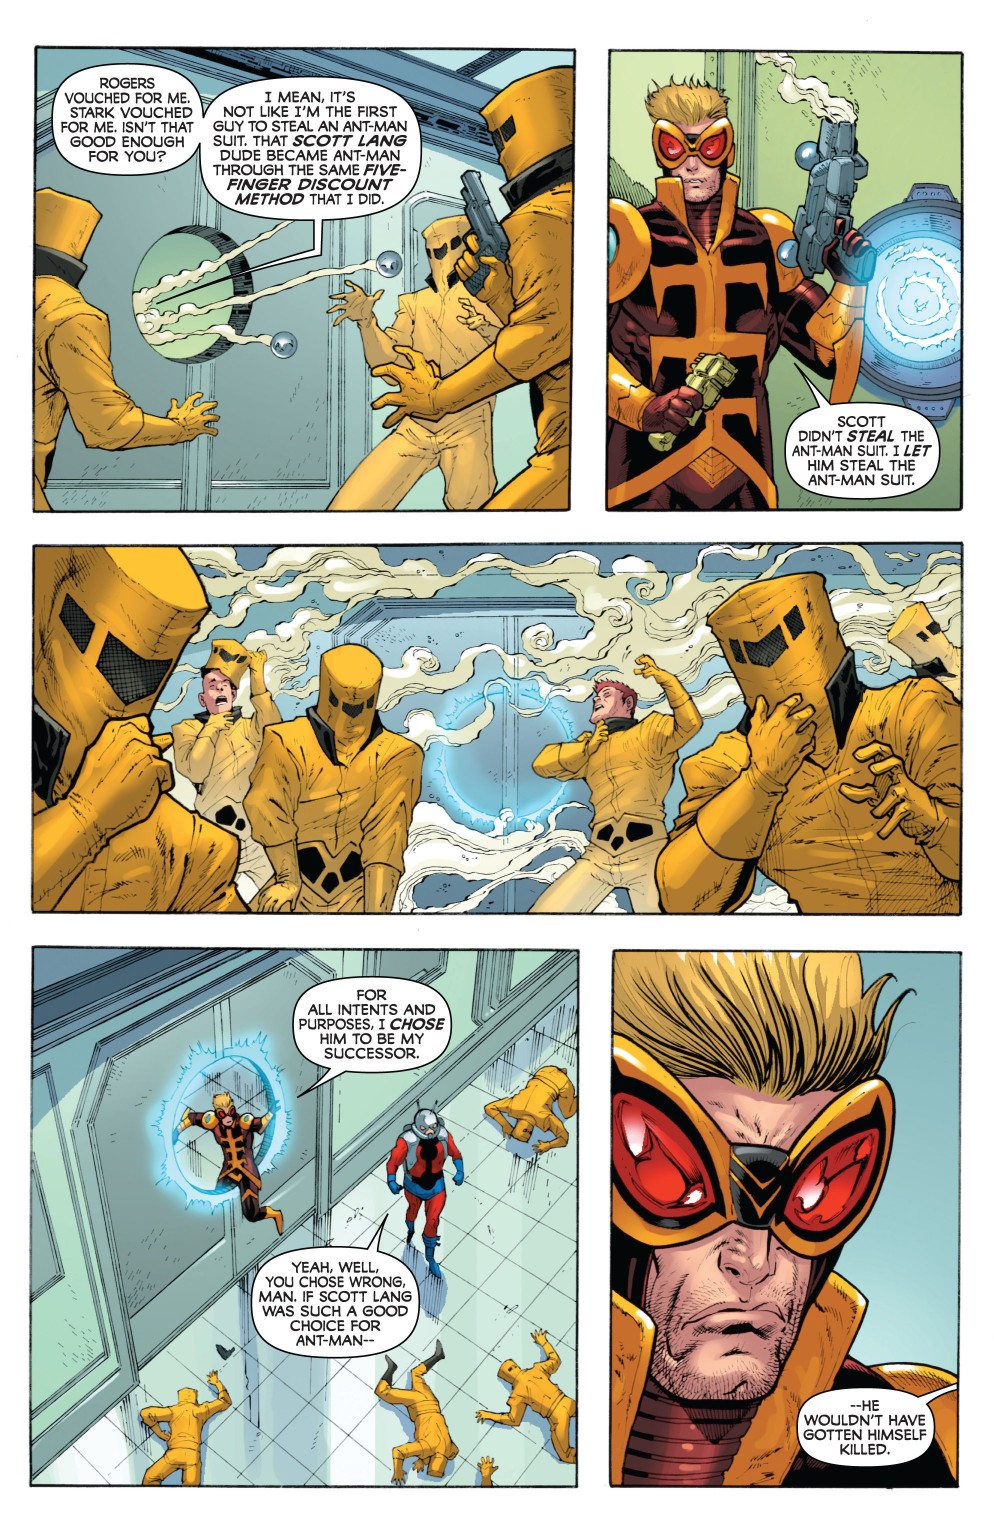 ROGERS
VOUCHED FOR ME.
STARK VOUCHED
FOR ME. ISN'T THAT
GOOD ENOUGH
FOR YOU?
I MEAN, IT'S
NOT LIKE I'M THE FIRST
GUY TO STEAL AN ANT-MAN
SUIT. THAT SCOTT LANG
DUDE BECAME ANT-MAN
THROUGH THE SAME FIVE-
FINGER DISCOUNT
METHOD THAT I DID.
SCOTT
DIDN'T STEAL THE
ANT-MAN SUIT. I LET
HIM STEAL THE
ANT-MAN SUIT.
FOR
ALL INTENTS AND
PURPOSES, I CHOSE
HIM TO BE MY
SUCCESSOR.
YEAH, WELL,
YOU CHOSE WRONG,
MAN. IF SCOTT LANG
WAS SUCH A GOOD
CHOICE FOR
ANT-MAN--
--HE
WOULDN'T HAVE
GOTTEN HIMSELF
KILLED.